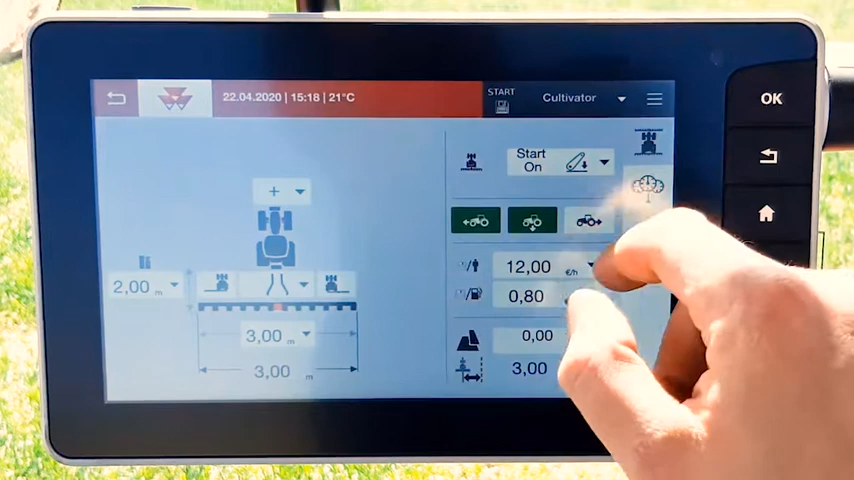 22.04.2020 | 15:18 | 21°C
START
Cultivator
OK
Start
On
+
2,00 m
3,00 m
3,00 m
12,00 €/h
0,80
0,00
3,00